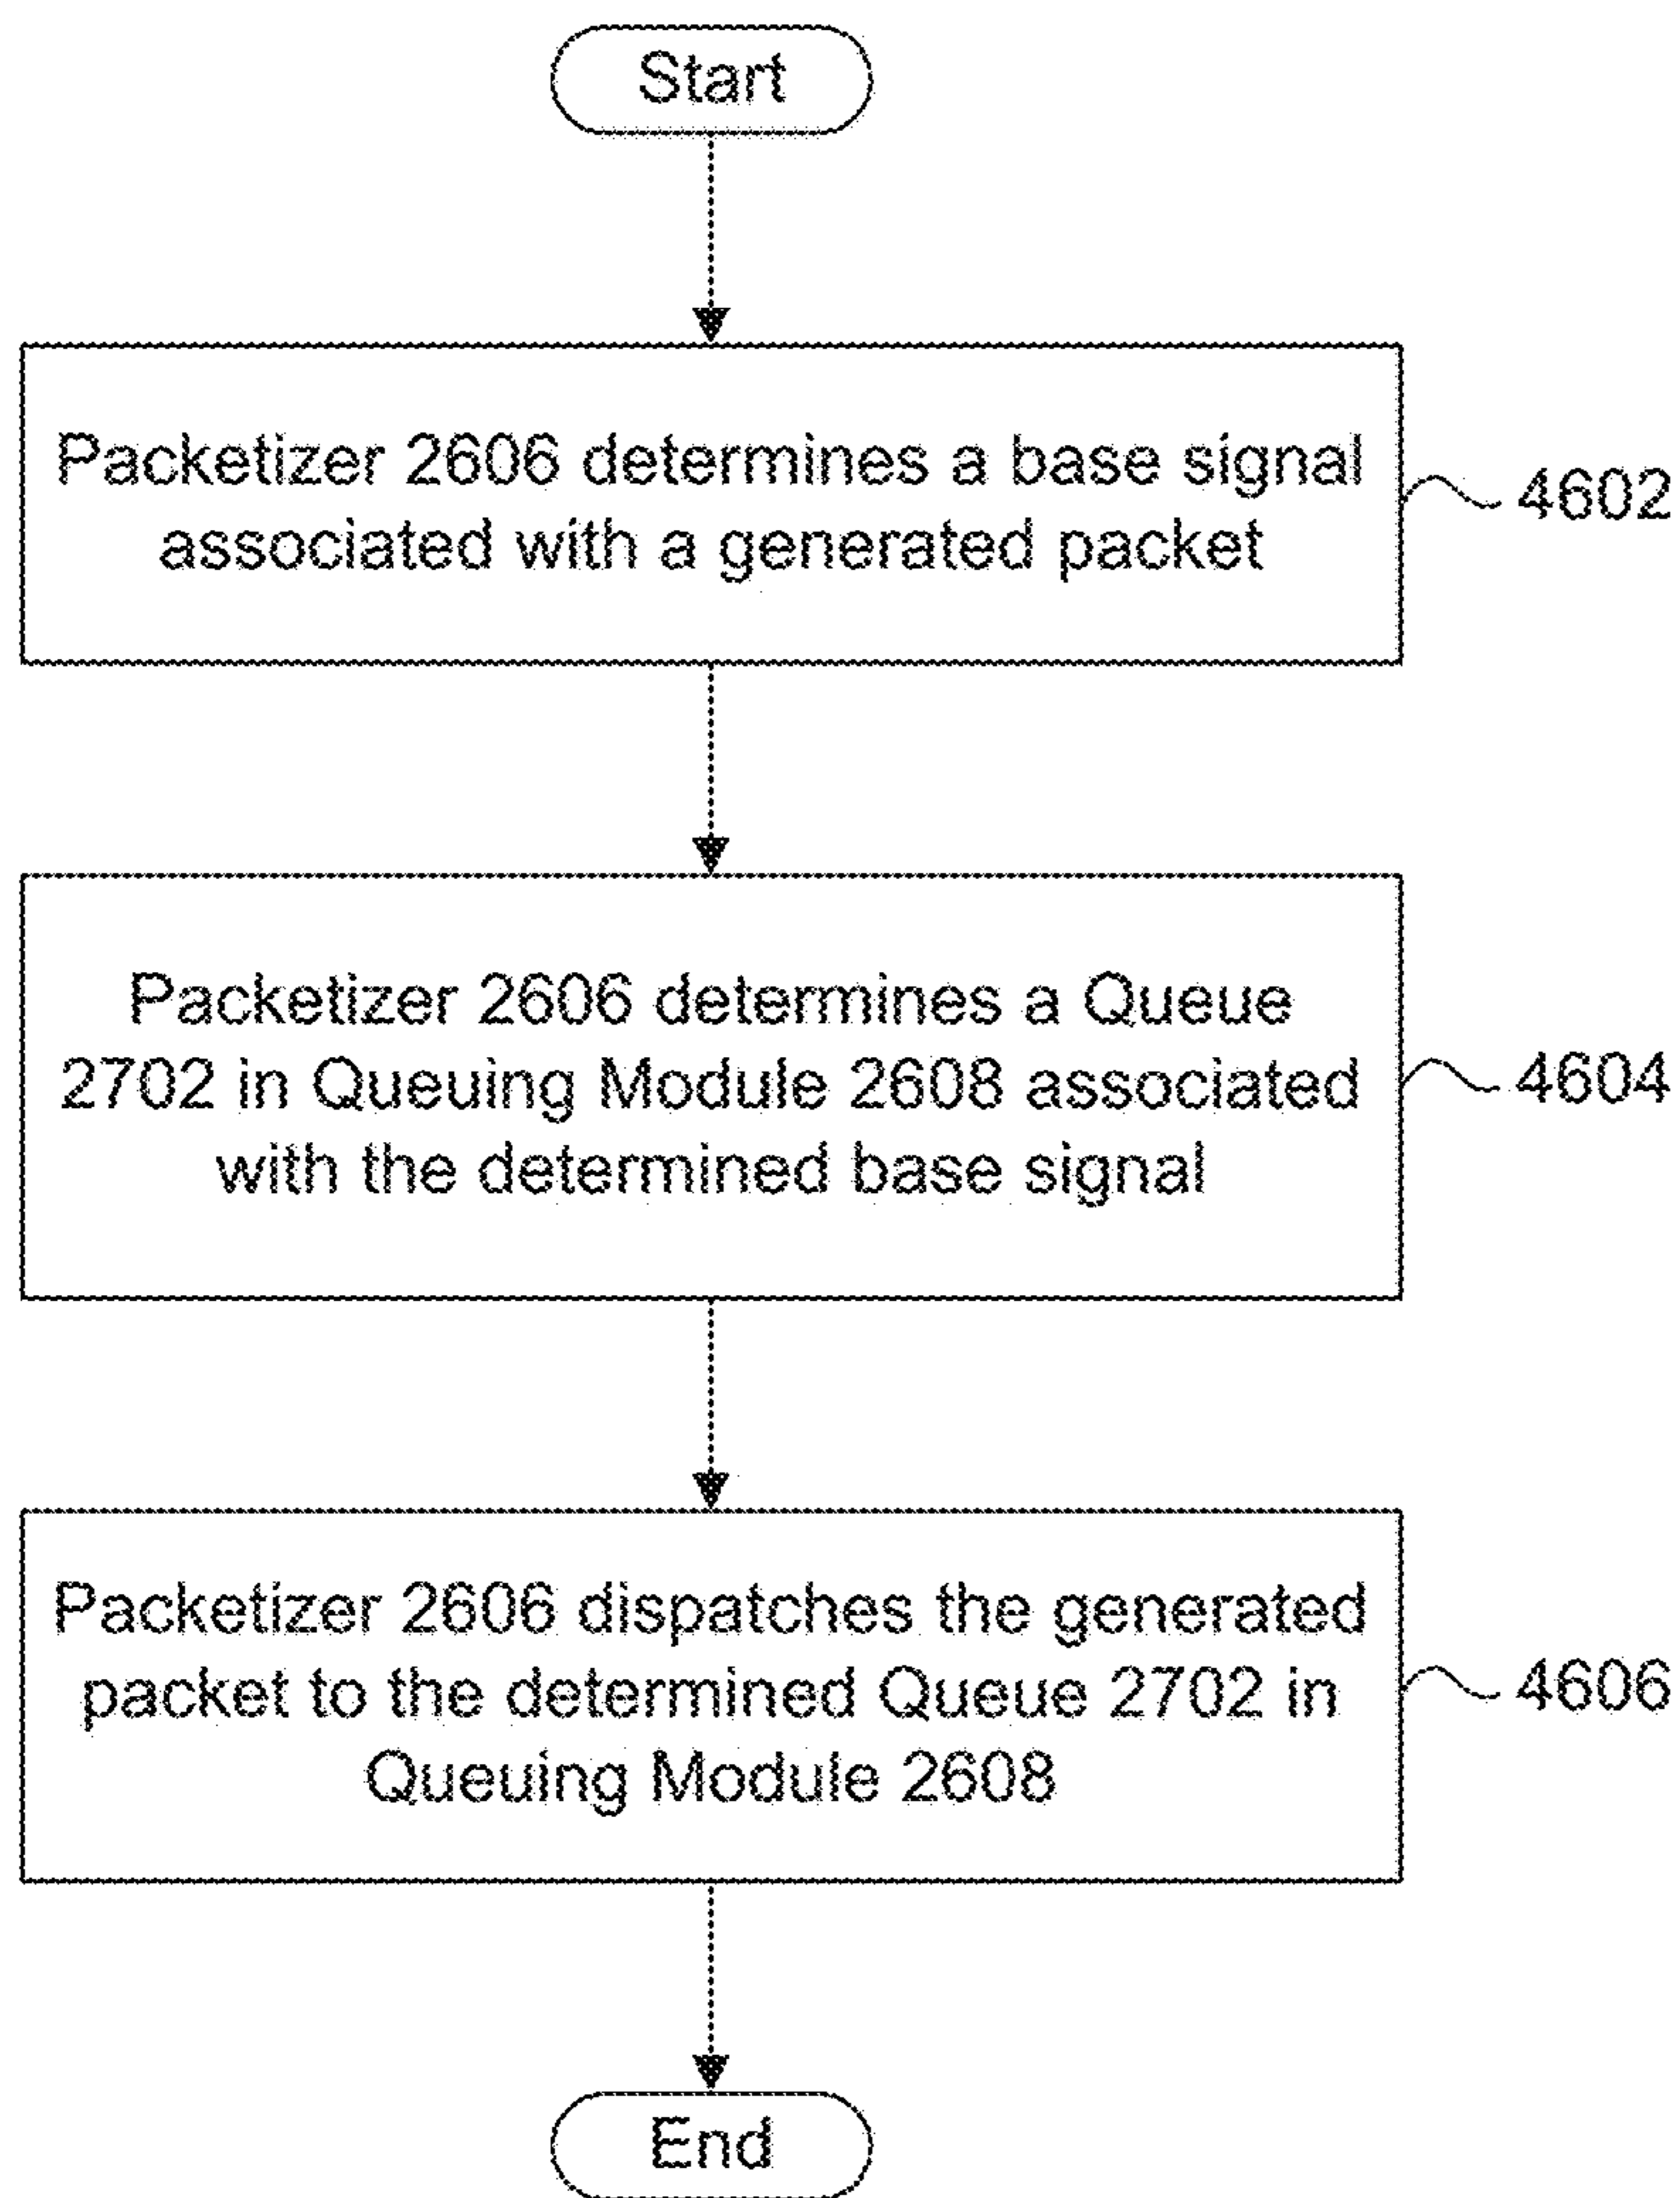 Start
Packetizer 2606 determines a base signal
associated with a generated packet
4602
Packetizer 2606 determines a Queue
2702 in Queuing Module 2608 associated
with the determined base signal
4604
Packetizer 2606 dispatches the generated
packet to the determined Queue 2702 in
Queuing Module 2608
4606
End